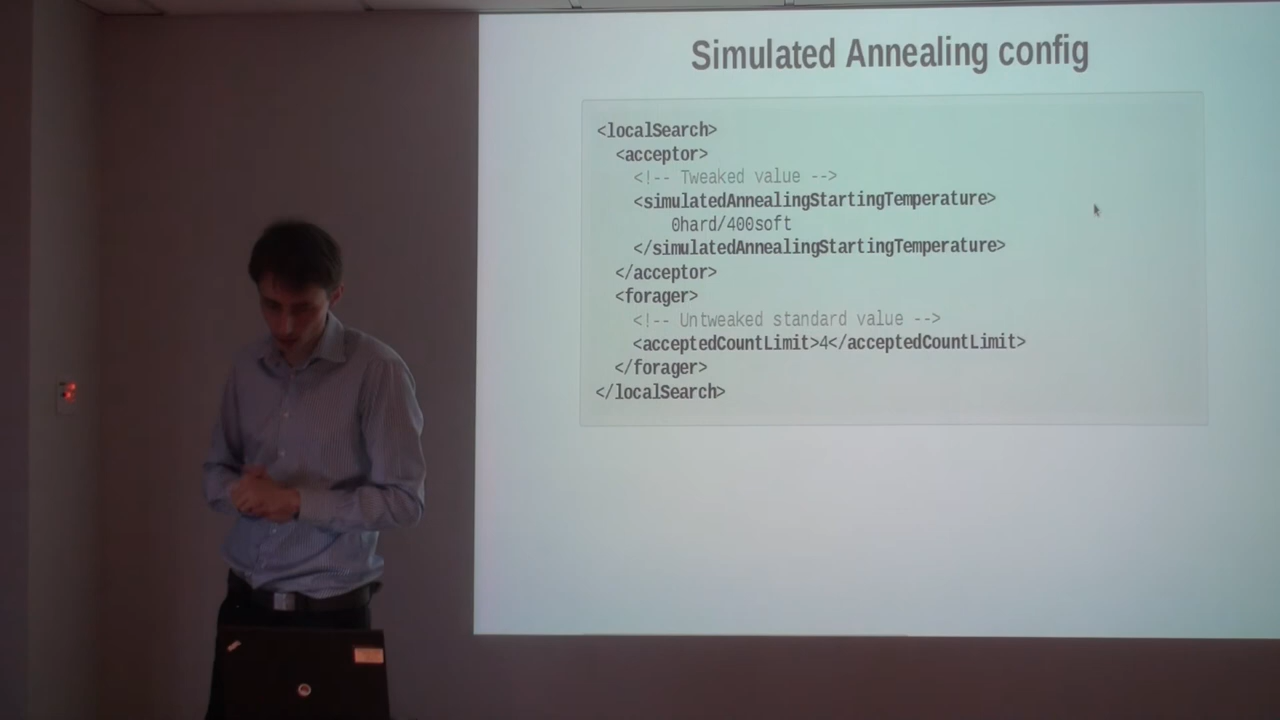 Simulated Annealing config
<localSearch>
<acceptor>
<!-- Tweaked value -->
<simulatedAnnealingStartingTemperature>
0hard/400soft
</simulatedAnnealingStartingTemperature>
</acceptor>
<forager>
<!-- Untweaked standard value -->
<acceptedCountLimit>4</acceptedCountLimit>
</forager>
</localSearch>